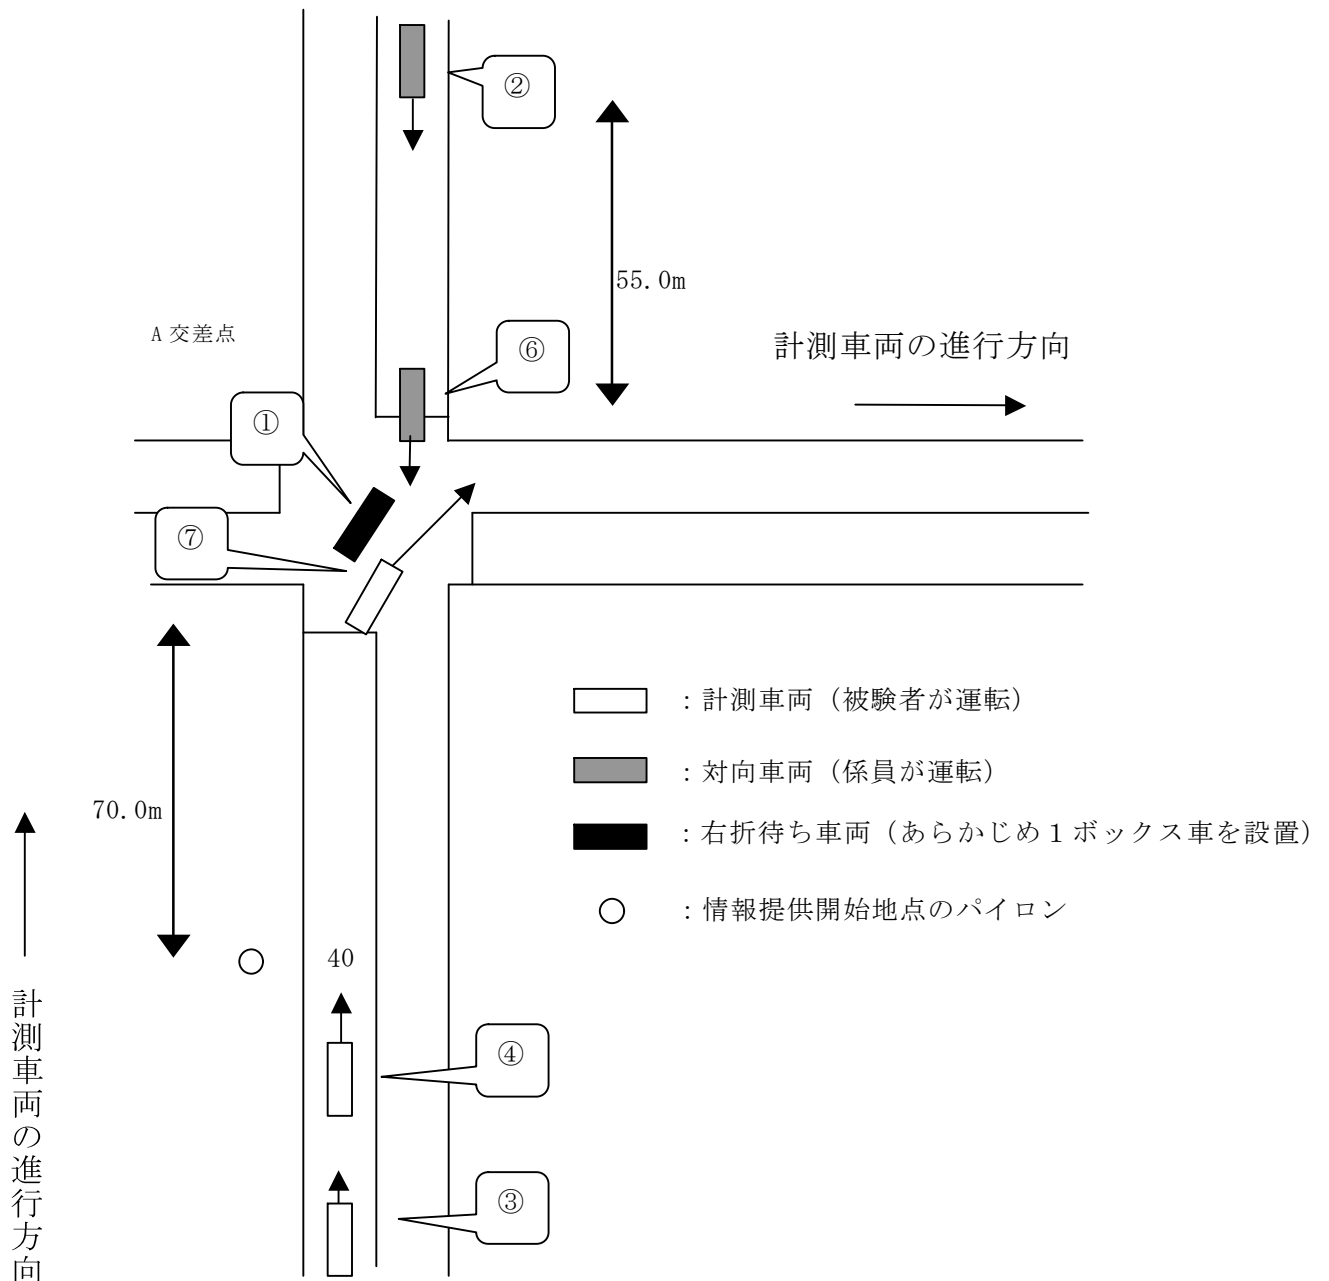 ②
55.0m
A 交差点
⑥
計測車両の進行方向
①
⑦
：計測車両（被験者が運転）
：対向車両（係員が運転）
70.0m
：右折待ち車両（あらかじめ１ボックス車を設置）
：情報提供開始地点のパイロン
40
計測車両の進行方向
④
③